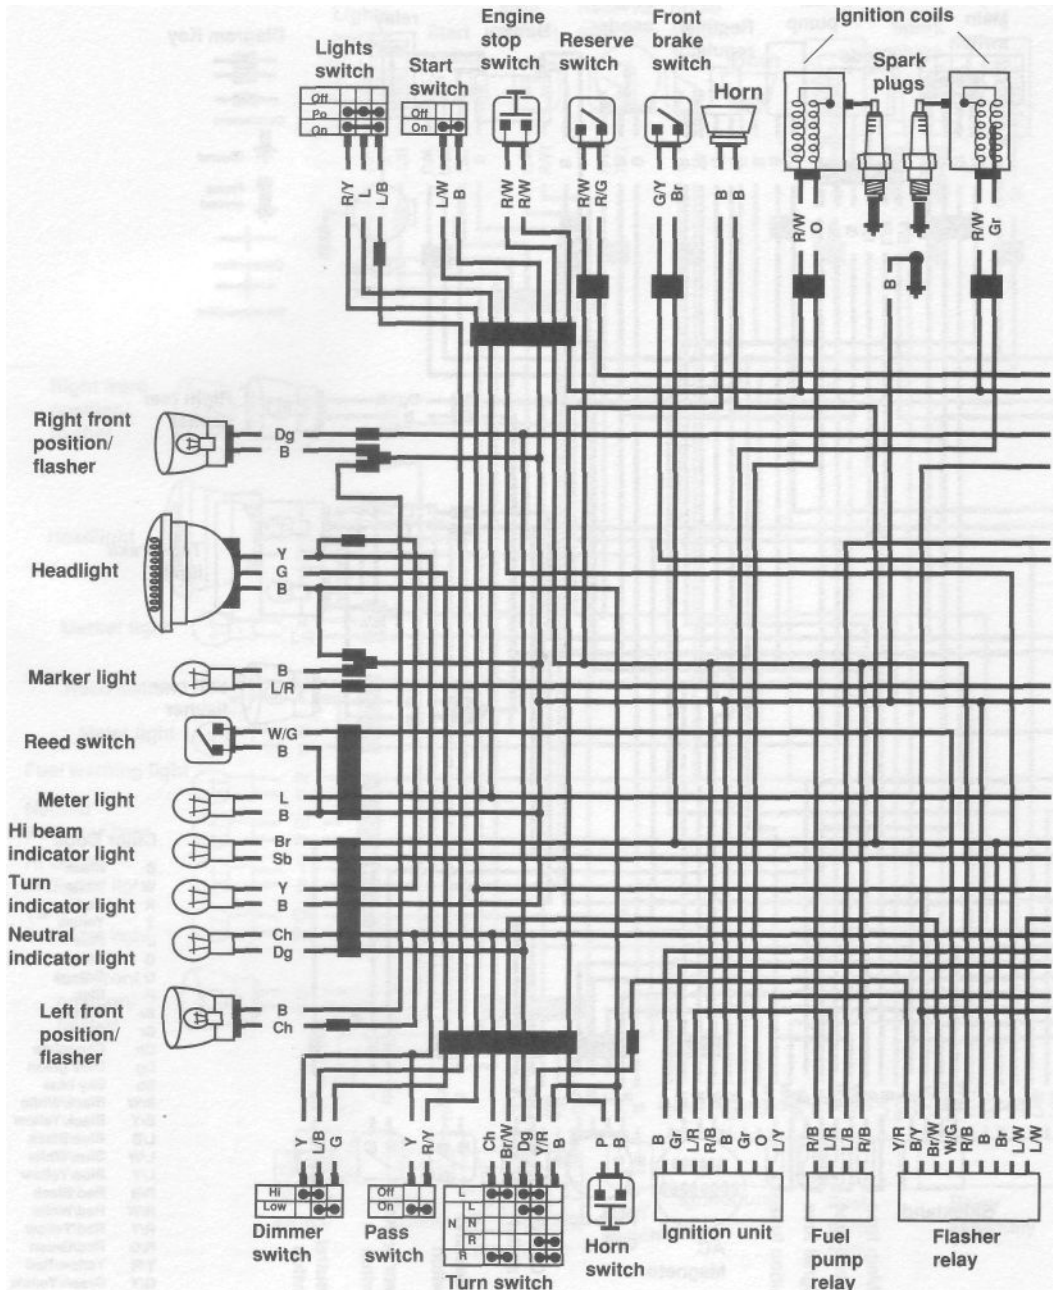 Lights
switch
Start
switch
Engine
stop
switch
Reserve
switch
Front
brake
switch
Horn
Ignition coils
Spark
plugs
Off
Po
On
Off
On
R/Y
L
L/B
L/W
B
R/W
R/W
R/W
R/G
G/Y
Br
B
B
R/W
O
B
R/W
Gr
Right front
position/
flasher
Dg
B
Headlight
Y
G
B
Marker light
B
L/R
Reed switch
W/G
B
Meter light
L
B
Hi beam
indicator light
Br
Sb
Turn
indicator light
Y
B
Neutral
indicator light
Ch
Dg
Left front
position/
flasher
B
Ch
Y
L/B
G
Y
R/Y
Ch
Br/W
Dg
Y/R
B
P
B
B
Gr
L/R
R/B
B
Gr
O
L/Y
R/B
L/R
L/B
R/B
Y/R
B/Y
Br/W
W/G
R/B
B
Br
L/W
L/W
Hi
Low
Dimmer
switch
Off
On
Pass
switch
L
L
N
N
R
R
Turn switch
Horn
switch
Ignition unit
Fuel
pump
relay
Flasher
relay